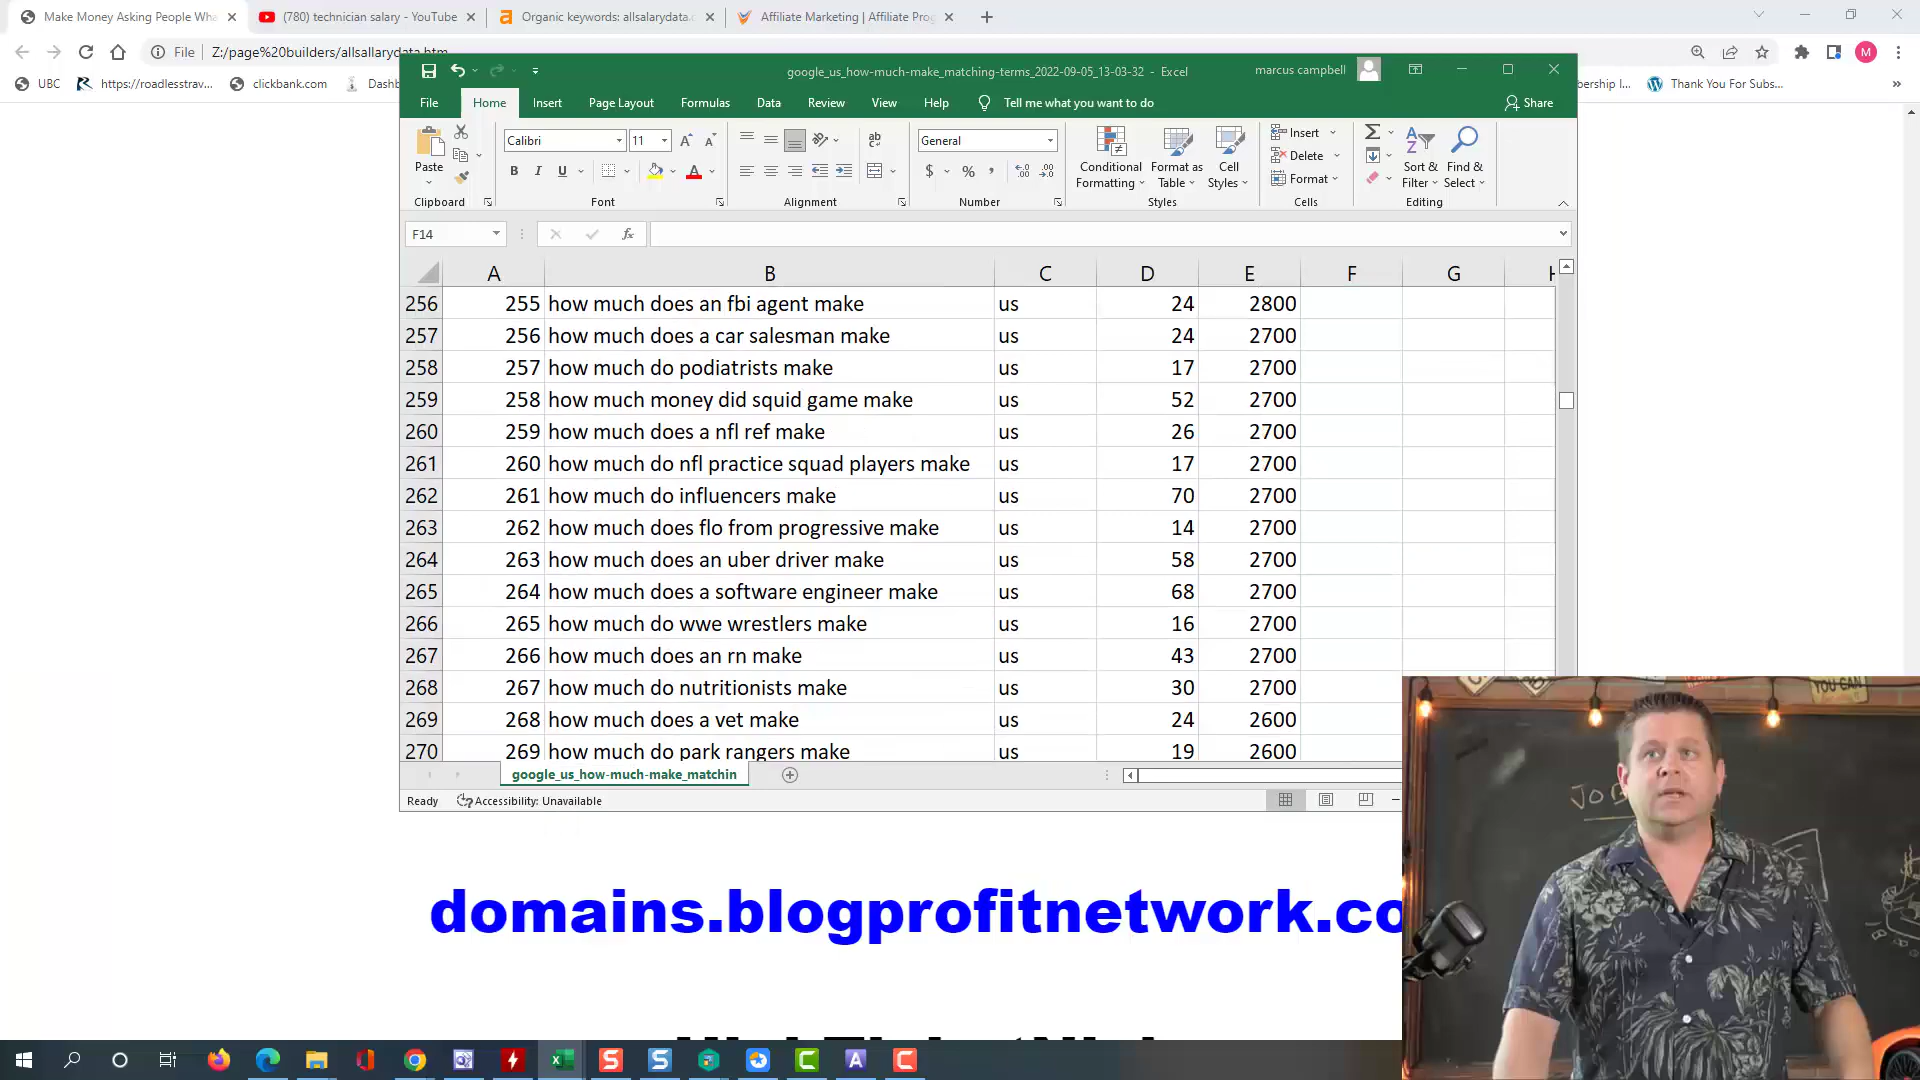 Make Money Asking People Wha
(780) technician salary - YouTube
Organic keywords: allsalarydata.c
Affiliate Marketing | Affiliate Prog
File
Z:/page%20builders/allsallarydata.htm
M
UBC
https://roadlesstrav...
clickbank.com
Dashb
bership I...
Thank You For Subs...
google_us_how-much-make_matching-terms_2022-09-05_13-03-32 - Excel
marcus campbell
File Home Insert Page Layout Formulas Data Review View Help Tell me what you want to do Share
Paste
Clipboard
Calibri 11
B I U
Font
Alignment
General
$ % ,
Number
Conditional Formatting
Format as Table
Cell Styles
Styles
Insert
Delete
Format
Cells
Sort & Filter
Find & Select
Editing
F14 fx
A B C D E F G H
256 255 how much does an fbi agent make us 24 2800
257 256 how much does a car salesman make us 24 2700
258 257 how much do podiatrists make us 17 2700
259 258 how much money did squid game make us 52 2700
260 259 how much does a nfl ref make us 26 2700
261 260 how much do nfl practice squad players make us 17 2700
262 261 how much do influencers make us 70 2700
263 262 how much does flo from progressive make us 14 2700
264 263 how much does an uber driver make us 58 2700
265 264 how much does a software engineer make us 68 2700
266 265 how much do wwe wrestlers make us 16 2700
267 266 how much does an rn make us 43 2700
268 267 how much do nutritionists make us 30 2700
269 268 how much does a vet make us 24 2600
270 269 how much do park rangers make us 19 2600
google_us_how-much-make_matchin
Ready Accessibility: Unavailable
YOU CAN
JOB
domains.blogprofitnetwork.co